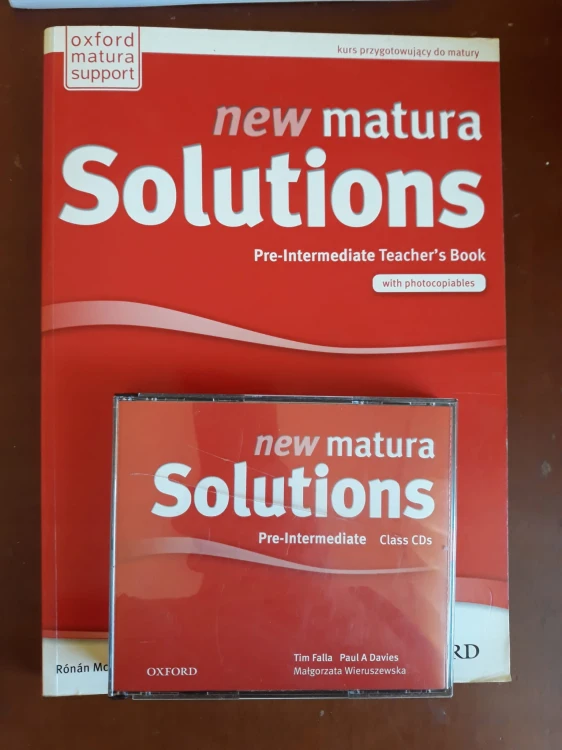 oxford
matura
support
kurs przygotowujący do matury
new matura
Solutions
Pre-Intermediate Teacher's Book
with photocopiables
new matura
Solutions
Pre-Intermediate Class CDs
Tim Falla Paul A Davies
Małgorzata Wieruszewska
OXFORD
Rónán